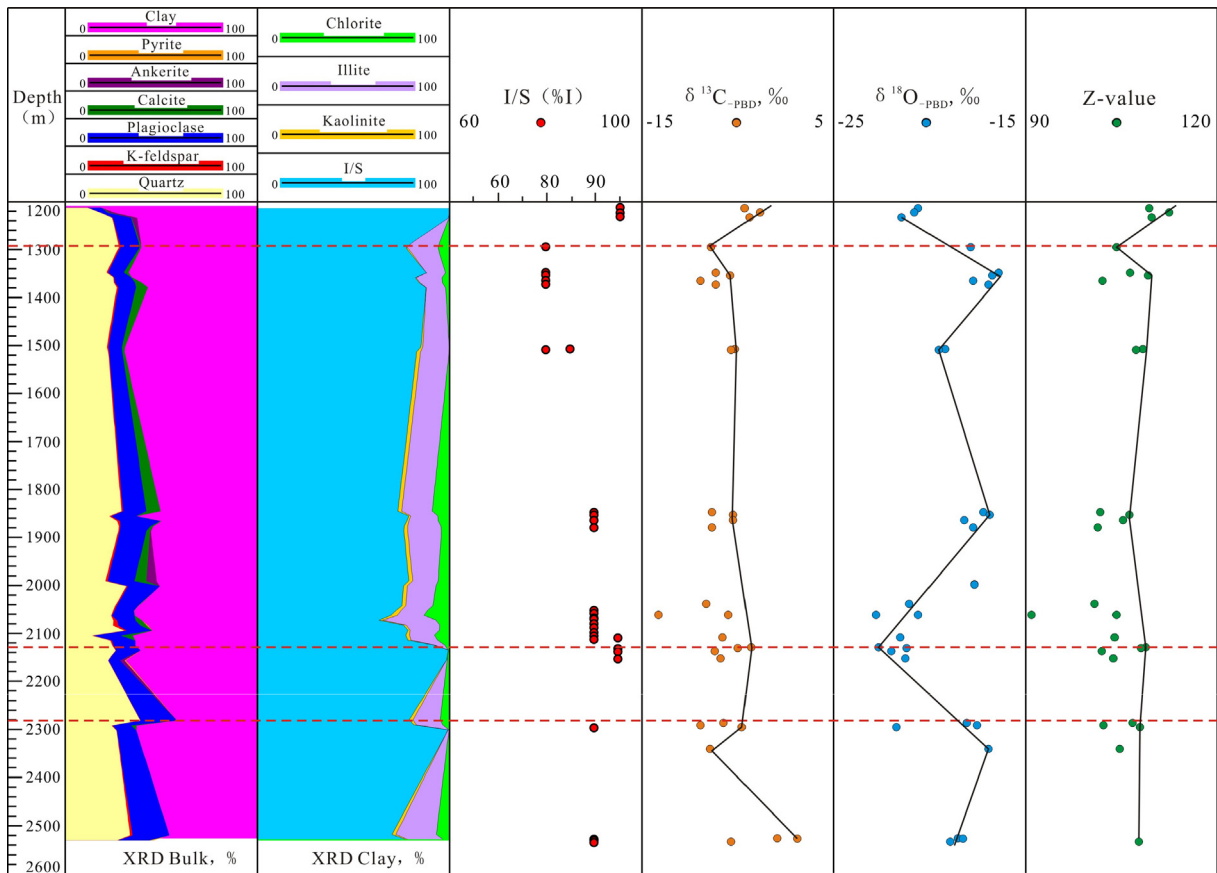 Depth
(m)
Clay
0 100
Pyrite
0 100
Ankerite
0 100
Calcite
0 100
Plagioclase
0 100
K-feldspar
0 100
Quartz
0 100
Chlorite
0 100
Illite
0 100
Kaolinite
0 100
I/S
0 100
I/S (%I)
60 100
60 80 90 100
δ ¹³C-PBD, ‰
-15 5
δ ¹⁸O-PBD, ‰
-25 -15
Z-value
90 120
1200
1300
1400
1500
1600
1700
1800
1900
2000
2100
2200
2300
2400
2500
2600
XRD Bulk, %
XRD Clay, %